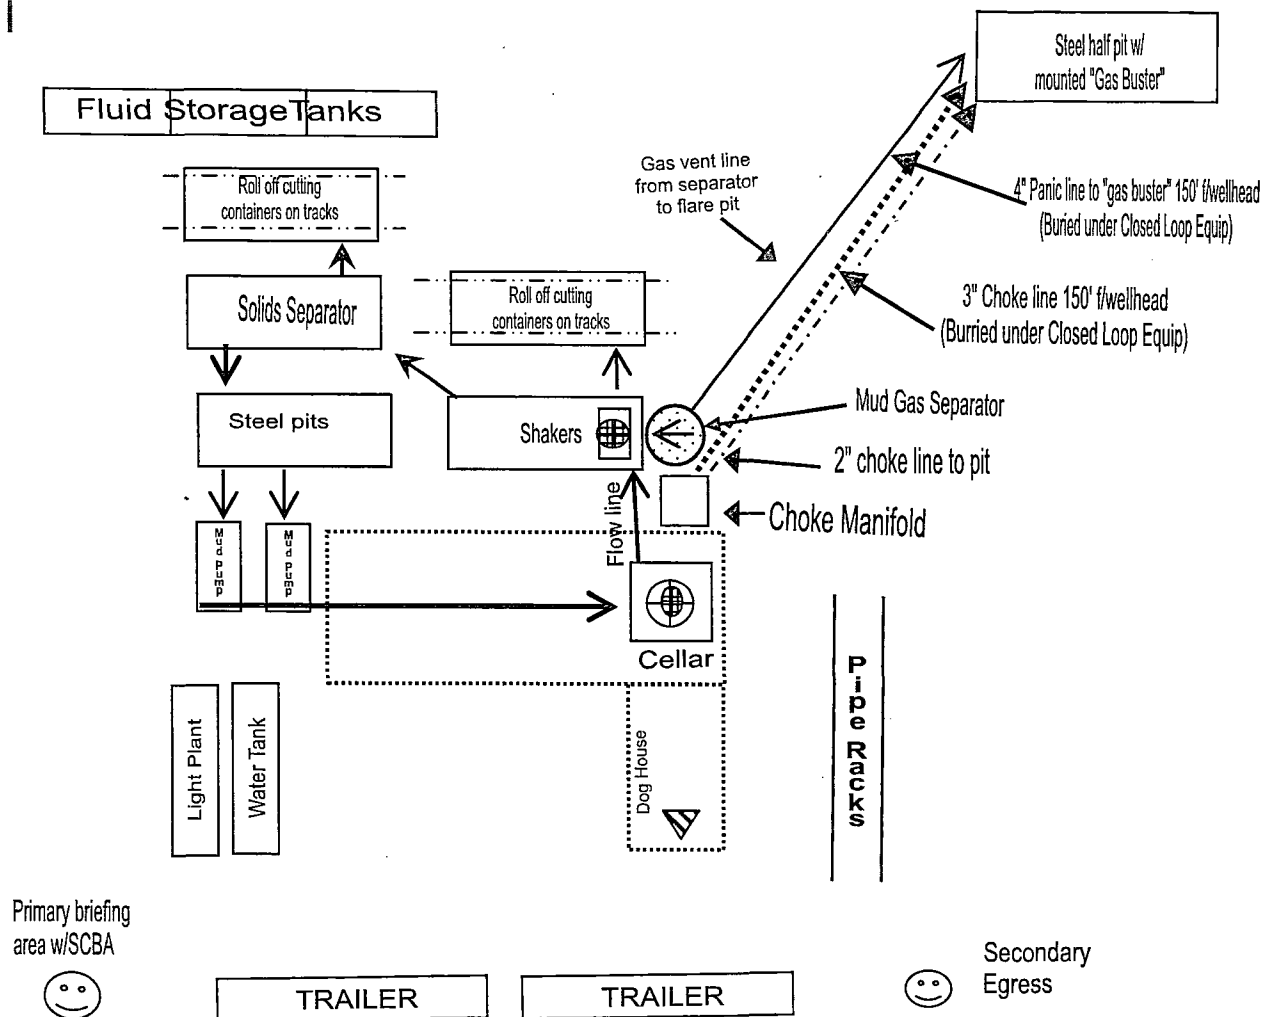 Steel half pit w/
mounted "Gas Buster"
Fluid Storage Tanks
Gas vent line
from separator
to flare pit
Roll off cutting
containers on tracks
4" Panic line to "gas buster" 150' f/wellhead
(Buried under Closed Loop Equip)
Solids Separator
Roll off cutting
containers on tracks
3" Choke line 150' f/wellhead
(Burried under Closed Loop Equip)
Steel pits
Shakers
Mud Gas Separator
2" choke line to pit
Flow line
Choke Manifold
Mud pump
Mud pump
Cellar
Pipe Racks
Light Plant
Water Tank
Dog House
Primary briefing
area w/SCBA
Secondary
Egress
TRAILER
TRAILER